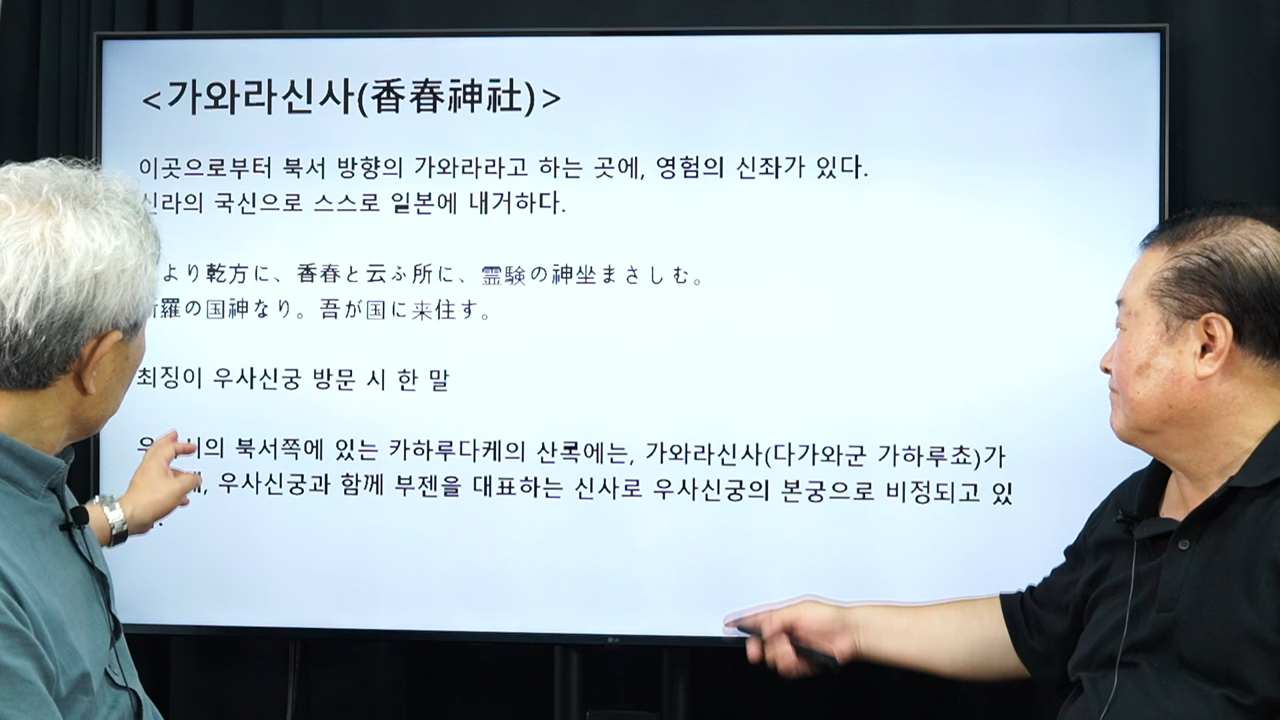 <가와라신사(香春神社)>
이곳으로부터 북서 방향의 가와라라고 하는 곳에, 영험의 신좌가 있다.
신라의 국신으로 스스로 일본에 내거하다.
より乾方に、香春と云ふ所に、霊験の神坐まさしむ。
新羅の国神なり。吾が国に来住す。
최징이 우사신궁 방문 시 한 말
북서쪽에 있는 카하루다케의 산록에는, 가와라신사(다가와군 가하루쵸)가
우사신궁과 함께 부젠을 대표하는 신사로 우사신궁의 본궁으로 비정되고 있
LG